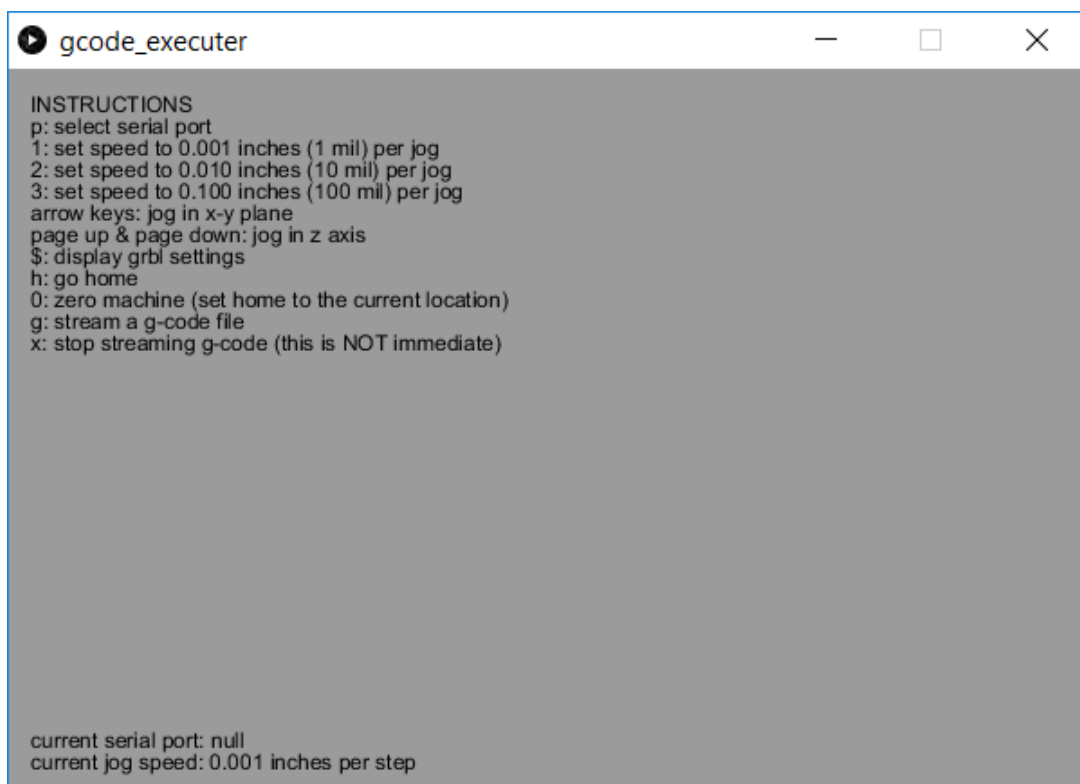 gcode_executer
INSTRUCTIONS
p: select serial port
1: set speed to 0.001 inches (1 mil) per jog
2: set speed to 0.010 inches (10 mil) per jog
3: set speed to 0.100 inches (100 mil) per jog
arrow keys: jog in x-y plane
page up & page down: jog in z axis
$: display grbl settings
h: go home
0: zero machine (set home to the current location)
g: stream a g-code file
x: stop streaming g-code (this is NOT immediate)
current serial port: null
current jog speed: 0.001 inches per step